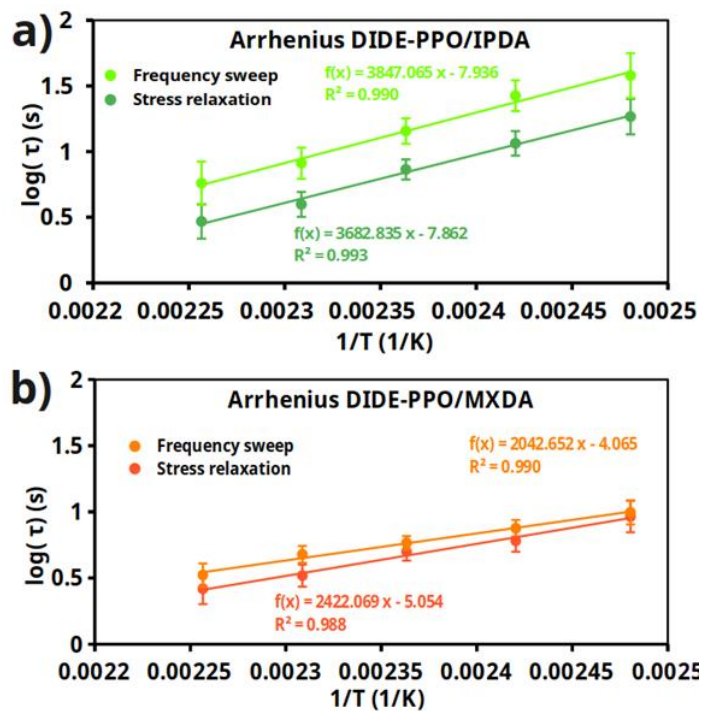 a)
Arrhenius DIDE-PPO/IPDA
Frequency sweep
Stress relaxation
f(x) = 3847.065 x - 7.936
R² = 0.990
f(x) = 3682.835 x - 7.862
R² = 0.993
log( τ) (s)
2
1.5
1
0.5
0
0.0022 0.00225 0.0023 0.00235 0.0024 0.00245 0.0025
1/T (1/K)
b)
Arrhenius DIDE-PPO/MXDA
Frequency sweep
Stress relaxation
f(x) = 2042.652 x - 4.065
R² = 0.990
f(x) = 2422.069 x - 5.054
R² = 0.988
log( τ) (s)
2
1.5
1
0.5
0
0.0022 0.00225 0.0023 0.00235 0.0024 0.00245 0.0025
1/T (1/K)